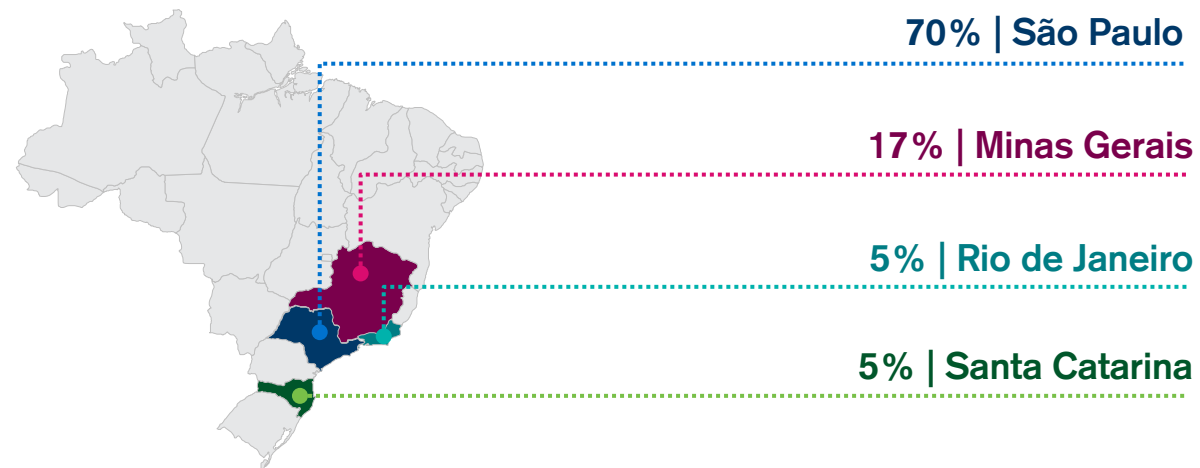 70% | São Paulo
17% | Minas Gerais
5% | Rio de Janeiro
5% | Santa Catarina